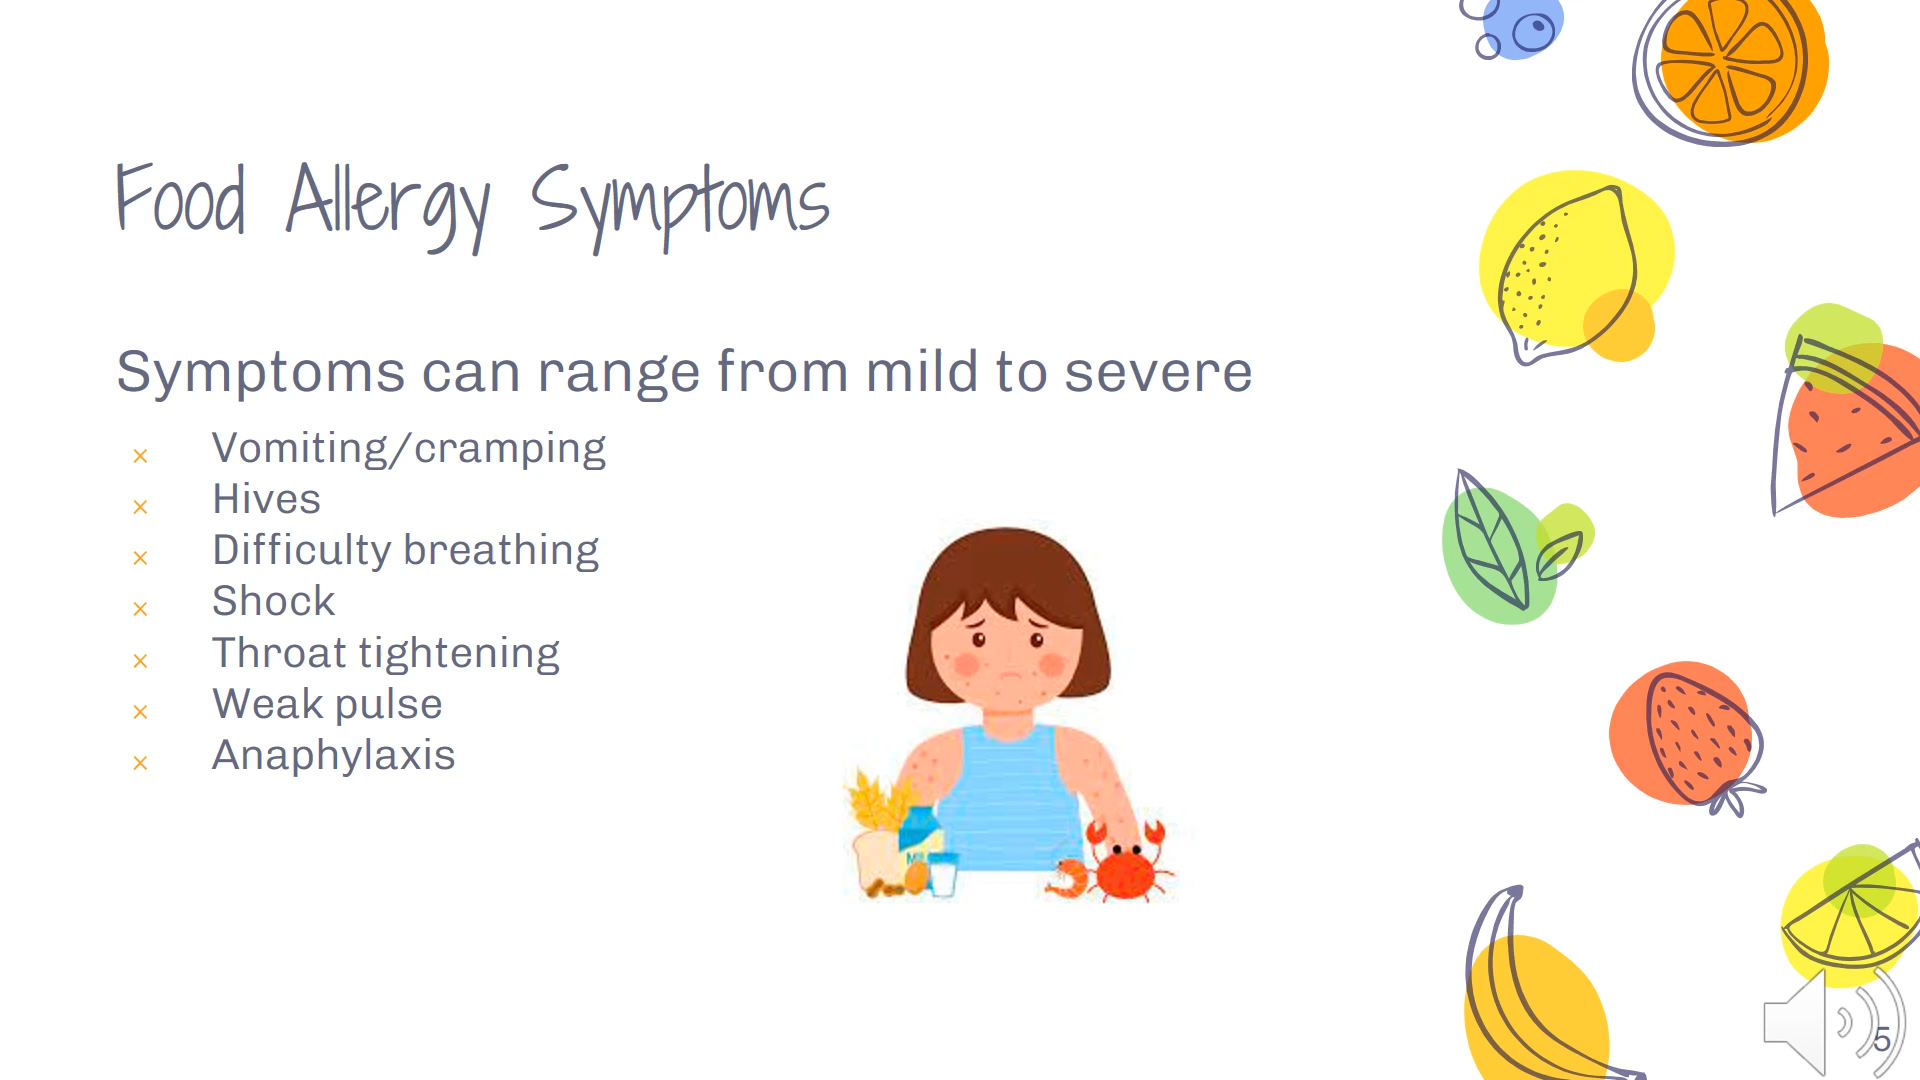 Food Allergy Symptoms
Symptoms can range from mild to severe
× Vomiting/cramping
× Hives
× Difficulty breathing
× Shock
× Throat tightening
× Weak pulse
× Anaphylaxis
5